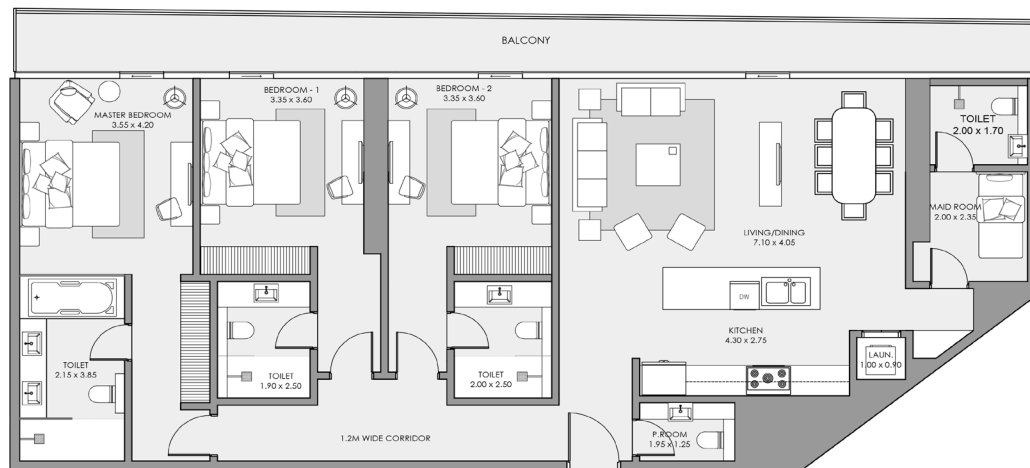 BALCONY
MASTER BEDROOM
3.55 x 4.20
BEDROOM - 1
3.35 x 3.60
BEDROOM - 2
3.35 x 3.60
TOILET
2.00 x 1.70
MAID ROOM
2.00 x 2.35
LIVING/DINING
7.10 x 4.05
DW
KITCHEN
4.30 x 2.75
LAUN.
1.00 x 0.90
TOILET
2.15 x 3.85
TOILET
1.90 x 2.50
TOILET
2.00 x 2.50
1.2M WIDE CORRIDOR
P.ROOM
1.95 x 1.25